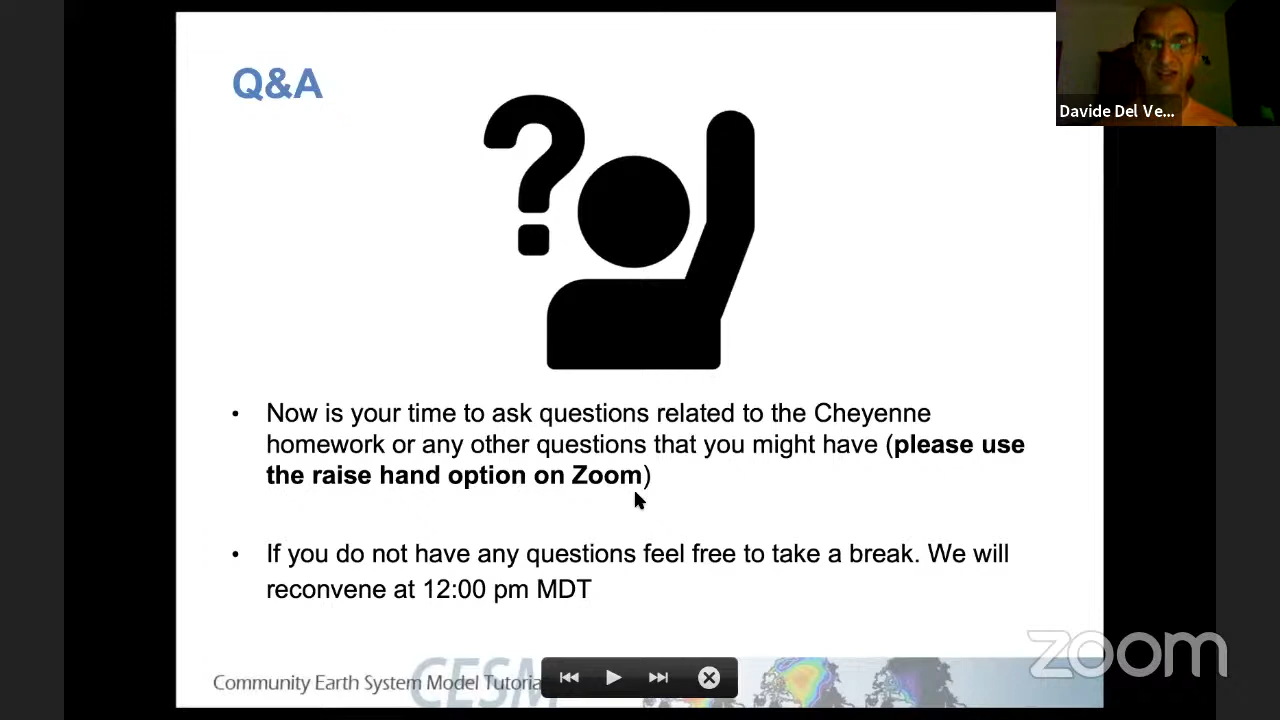 Q&A
Davide Del Ve...
• Now is your time to ask questions related to the Cheyenne
homework or any other questions that you might have (please use
the raise hand option on Zoom)
• If you do not have any questions feel free to take a break. We will
reconvene at 12:00 pm MDT
zoom
CESM
Community Earth System Model Tutoria